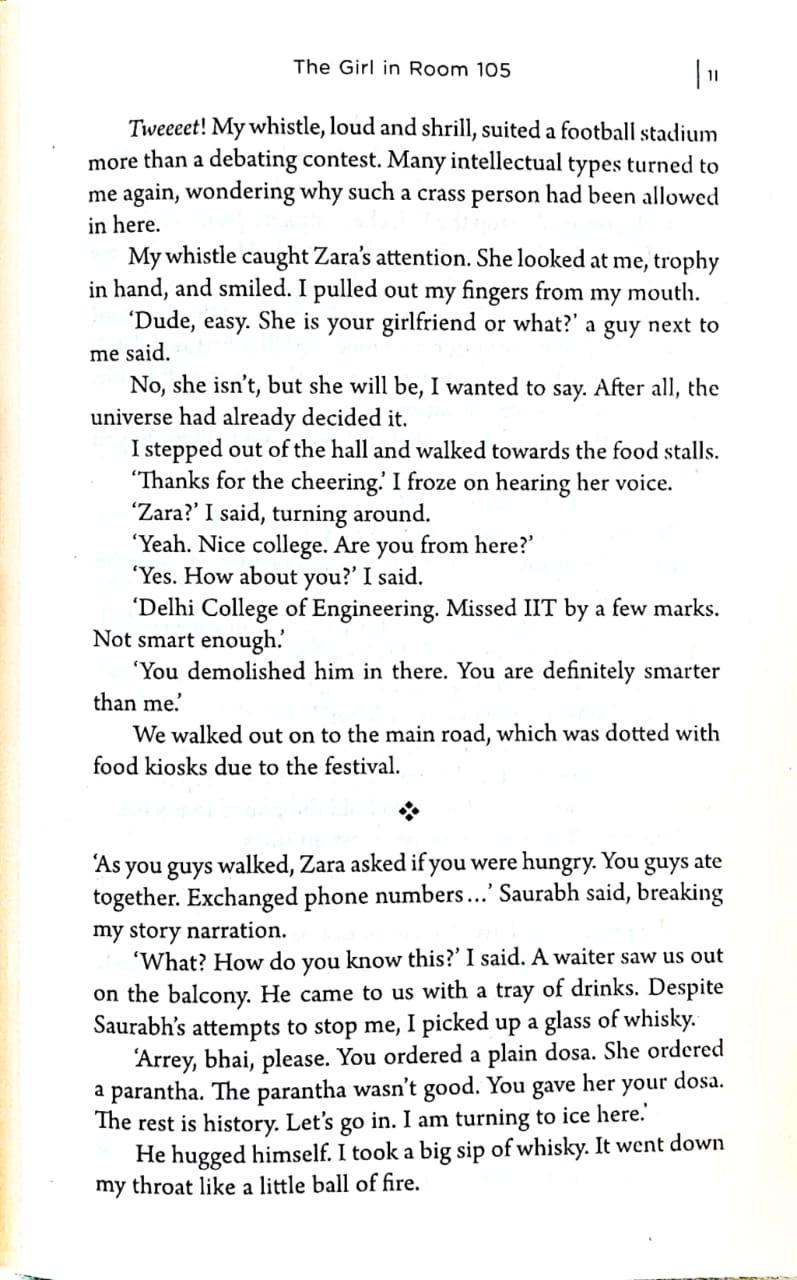 The Girl in Room 105 | 11
Tweeeet! My whistle, loud and shrill, suited a football stadium
more than a debating contest. Many intellectual types turned to
me again, wondering why such a crass person had been allowed
in here.
My whistle caught Zara's attention. She looked at me, trophy
in hand, and smiled. I pulled out my fingers from my mouth.
‘Dude, easy. She is your girlfriend or what?’ a guy next to
me said.
No, she isn't, but she will be, I wanted to say. After all, the
universe had already decided it.
I stepped out of the hall and walked towards the food stalls.
‘Thanks for the cheering.’ I froze on hearing her voice.
‘Zara?’ I said, turning around.
‘Yeah. Nice college. Are you from here?’
‘Yes. How about you?’ I said.
‘Delhi College of Engineering. Missed IIT by a few marks.
Not smart enough.’
‘You demolished him in there. You are definitely smarter
than me.’
We walked out on to the main road, which was dotted with
food kiosks due to the festival.
‘As you guys walked, Zara asked if you were hungry. You guys ate
together. Exchanged phone numbers...’ Saurabh said, breaking
my story narration.
‘What? How do you know this?’ I said. A waiter saw us out
on the balcony. He came to us with a tray of drinks. Despite
Saurabh's attempts to stop me, I picked up a glass of whisky.
‘Arrey, bhai, please. You ordered a plain dosa. She ordered
a parantha. The parantha wasn't good. You gave her your dosa.
The rest is history. Let's go in. I am turning to ice here.’
He hugged himself. I took a big sip of whisky. It went down
my throat like a little ball of fire.